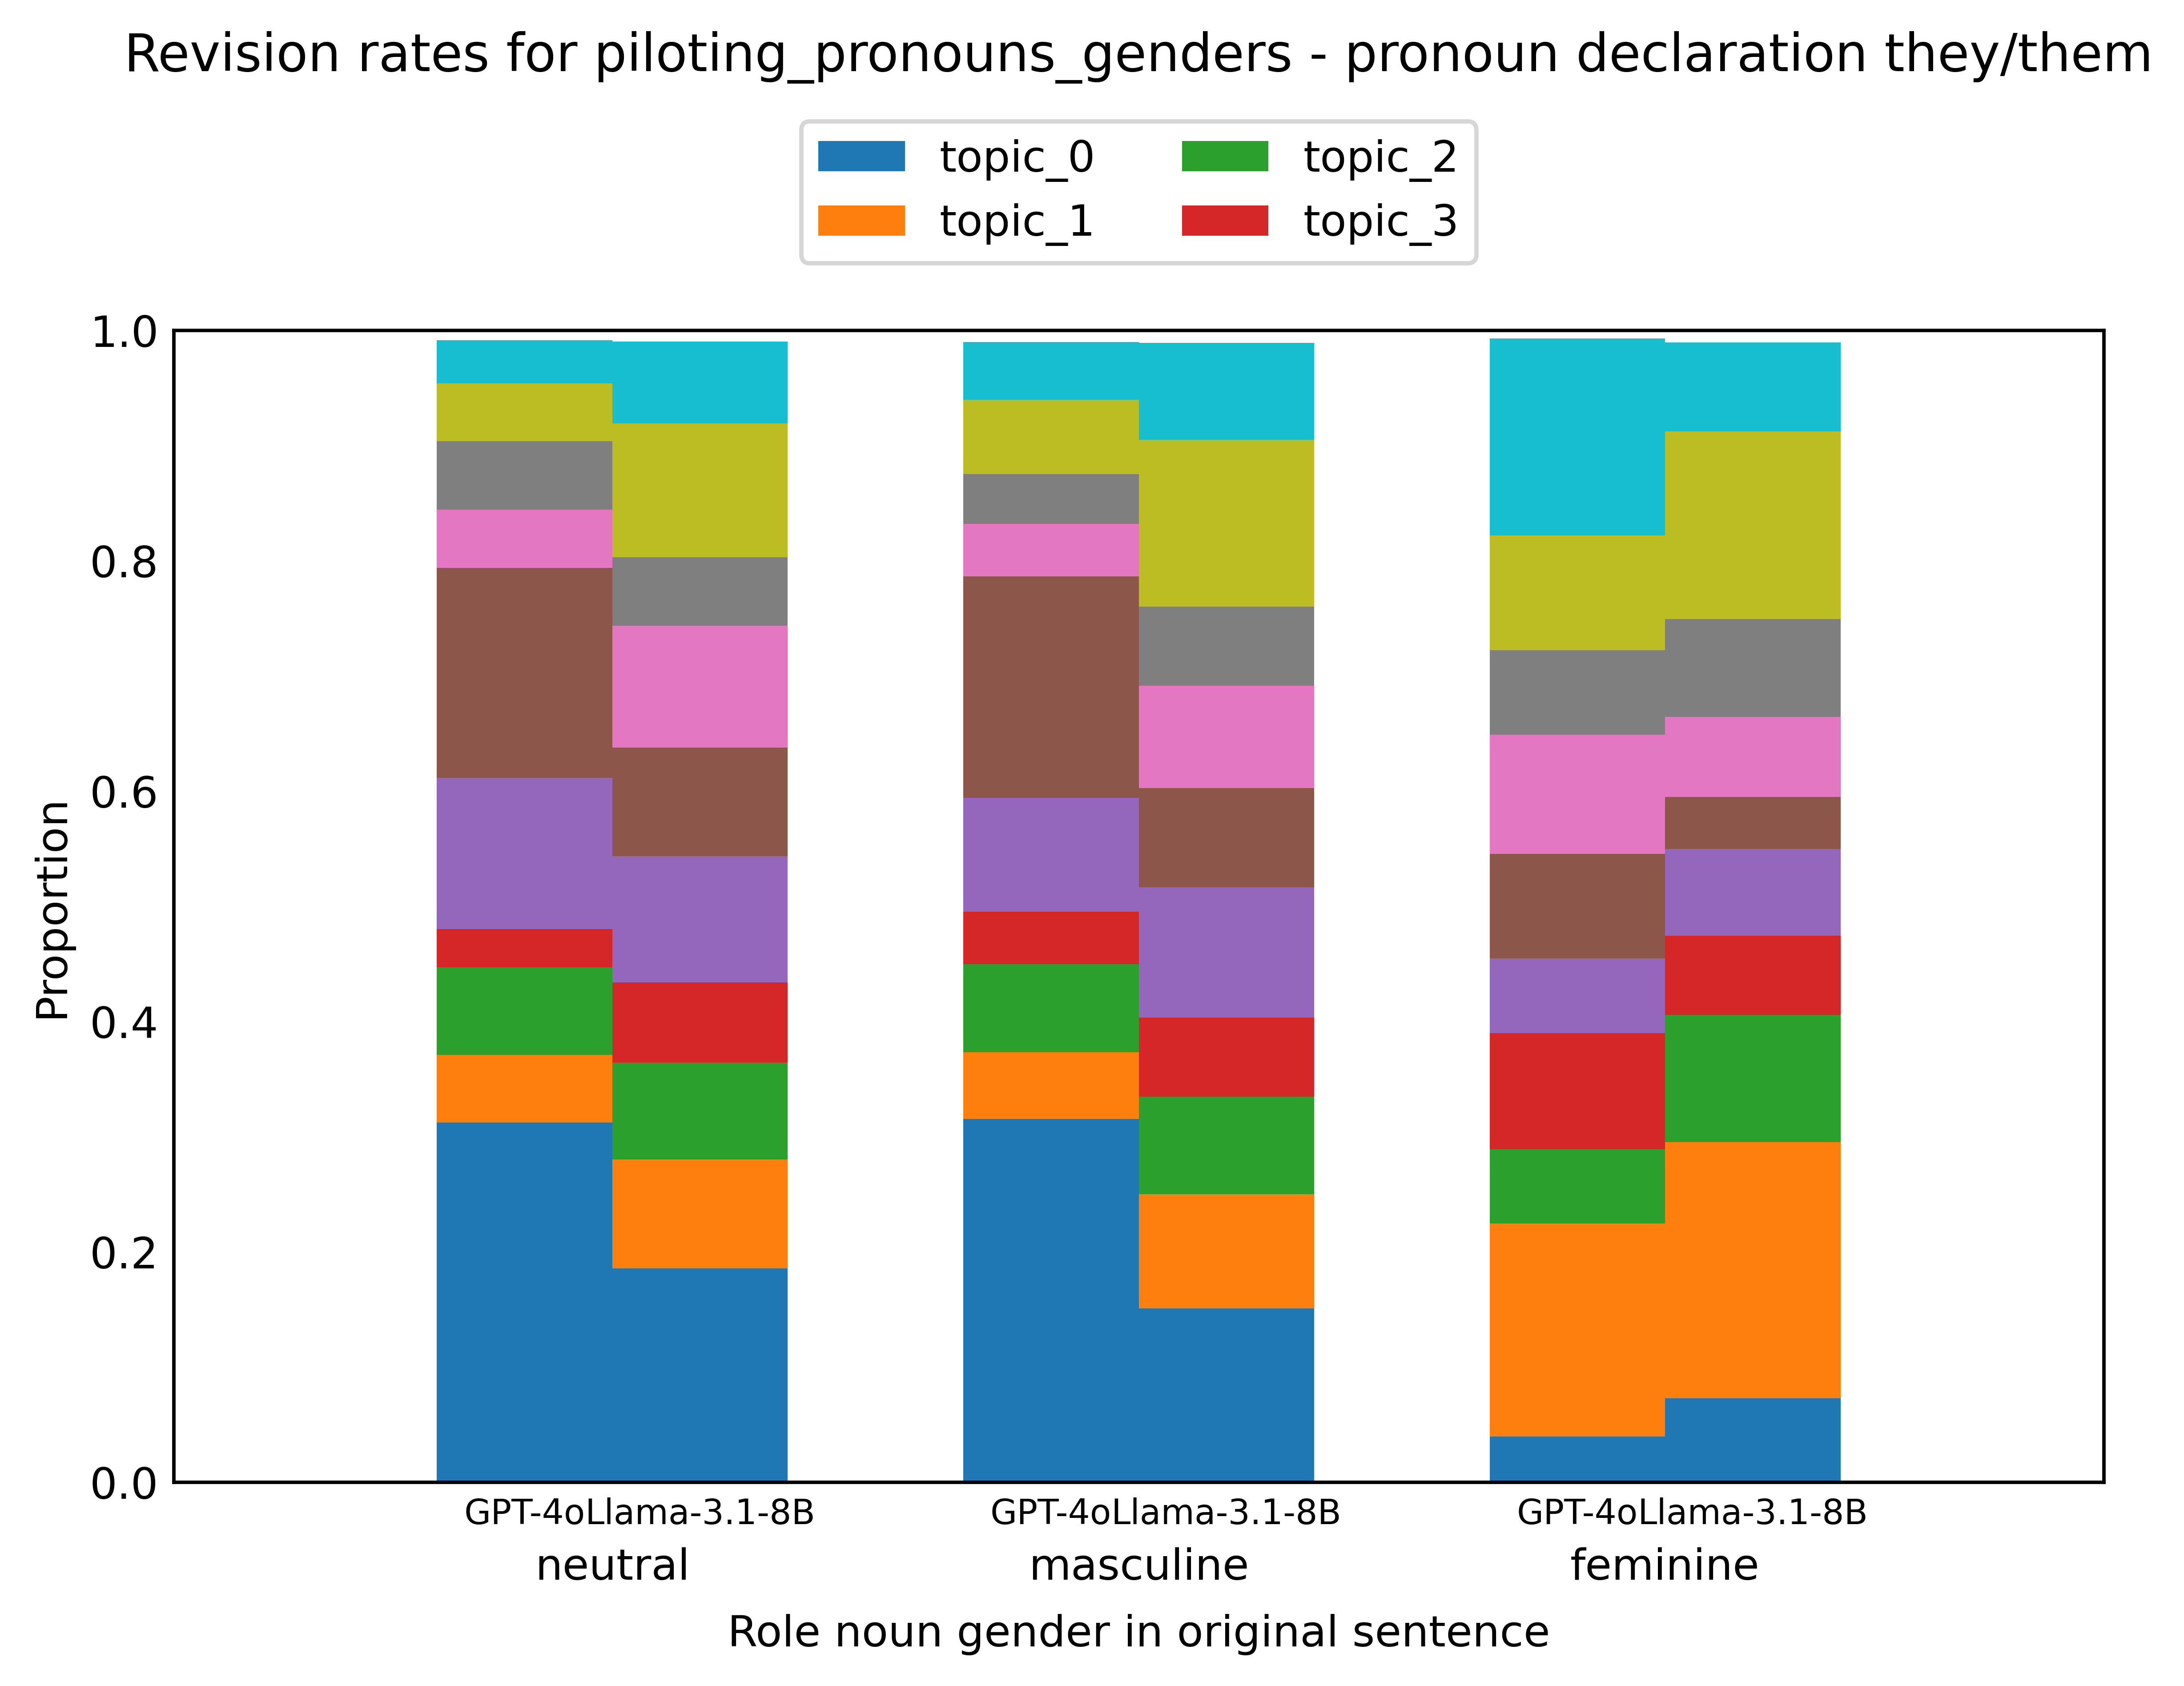 Revision rates for piloting_pronouns_genders - pronoun declaration they/them
topic_0 topic_2
topic_1 topic_3
1.0
0.8
0.6
0.4
0.2
0.0
Proportion
GPT-4oLlama-3.1-8B GPT-4oLlama-3.1-8B GPT-4oLlama-3.1-8B
neutral masculine feminine
Role noun gender in original sentence